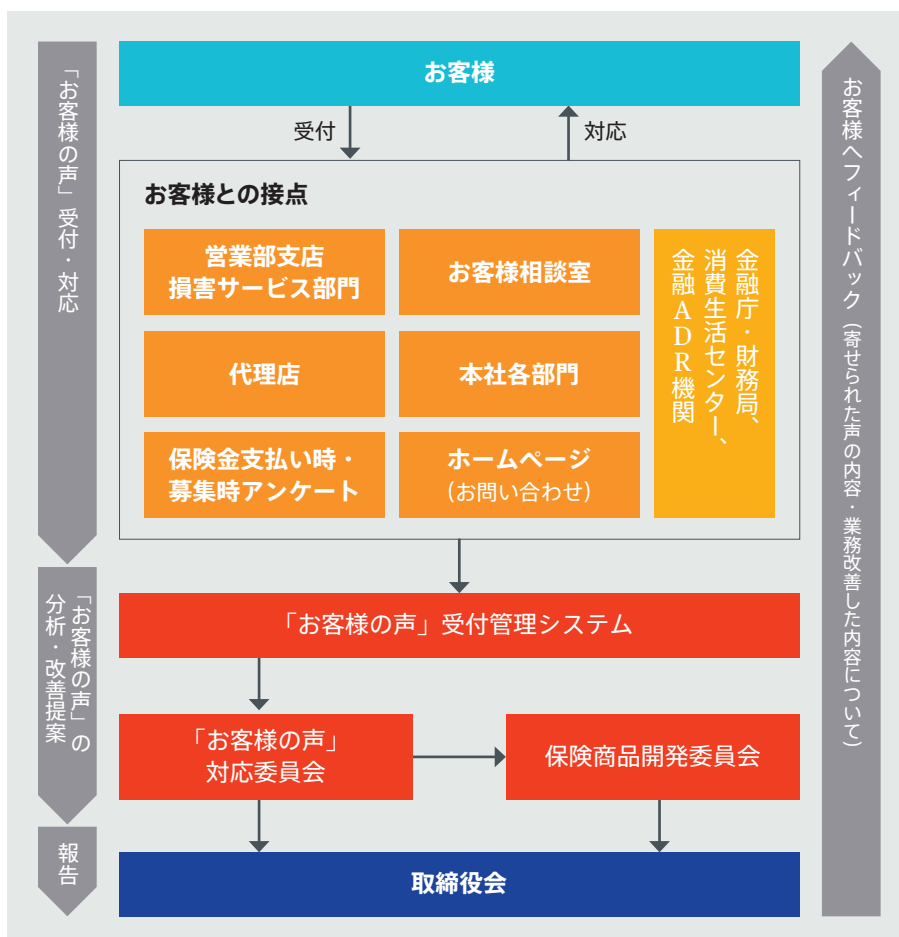 お客様
受付
対応
お客様との接点
営業部支店
損害サービス部門
お客様相談室
代理店
本社各部門
保険金支払い時・
募集時アンケート
ホームページ
(お問い合わせ)
金融庁・財務局、
消費生活センター、
金融ADR機関
「お客様の声」受付管理システム
「お客様の声」
対応委員会
保険商品開発委員会
取締役会
「お客様の声」受付・対応
「お客様の声」の
分析・改善提案
報告
お客様へフィードバック(寄せられた声の内容・業務改善した内容について)